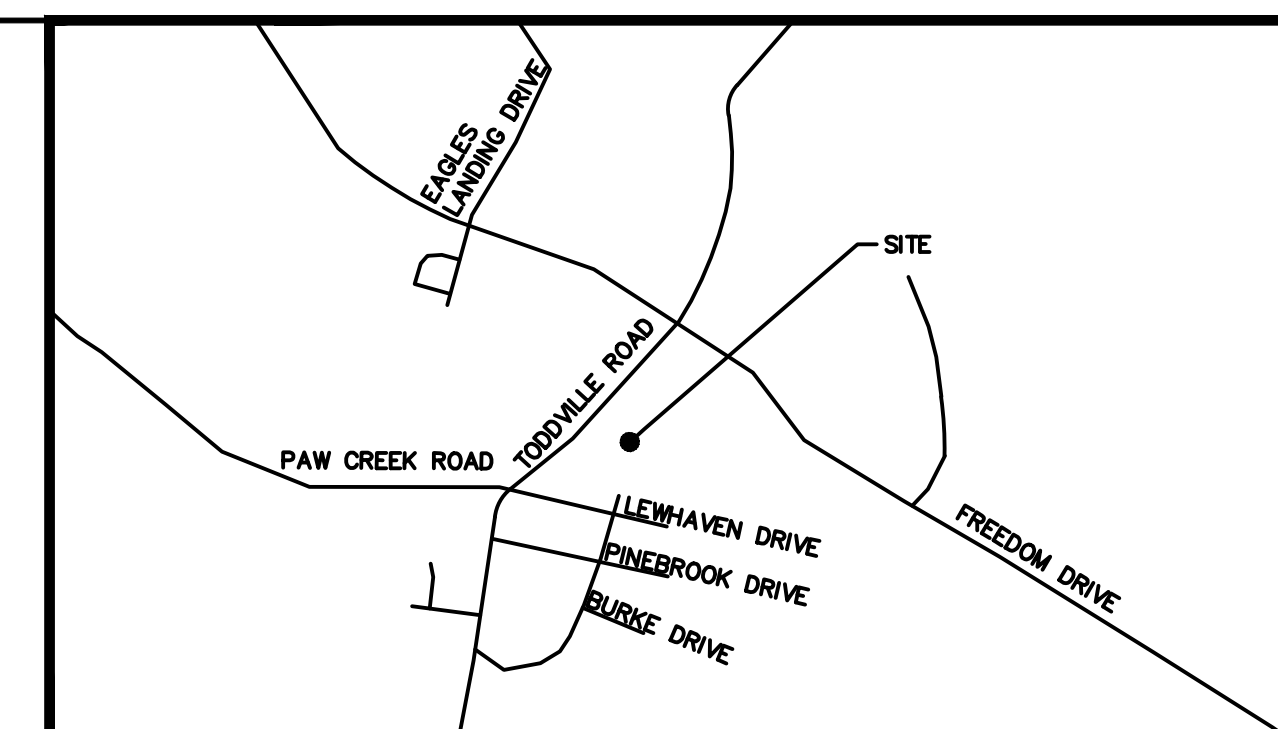 EAGLES
LANDING DRIVE
SITE
TODDVILLE ROAD
PAW CREEK ROAD
LEWHAVEN DRIVE
FREEDOM DRIVE
PINEBROOK DRIVE
BURKE DRIVE